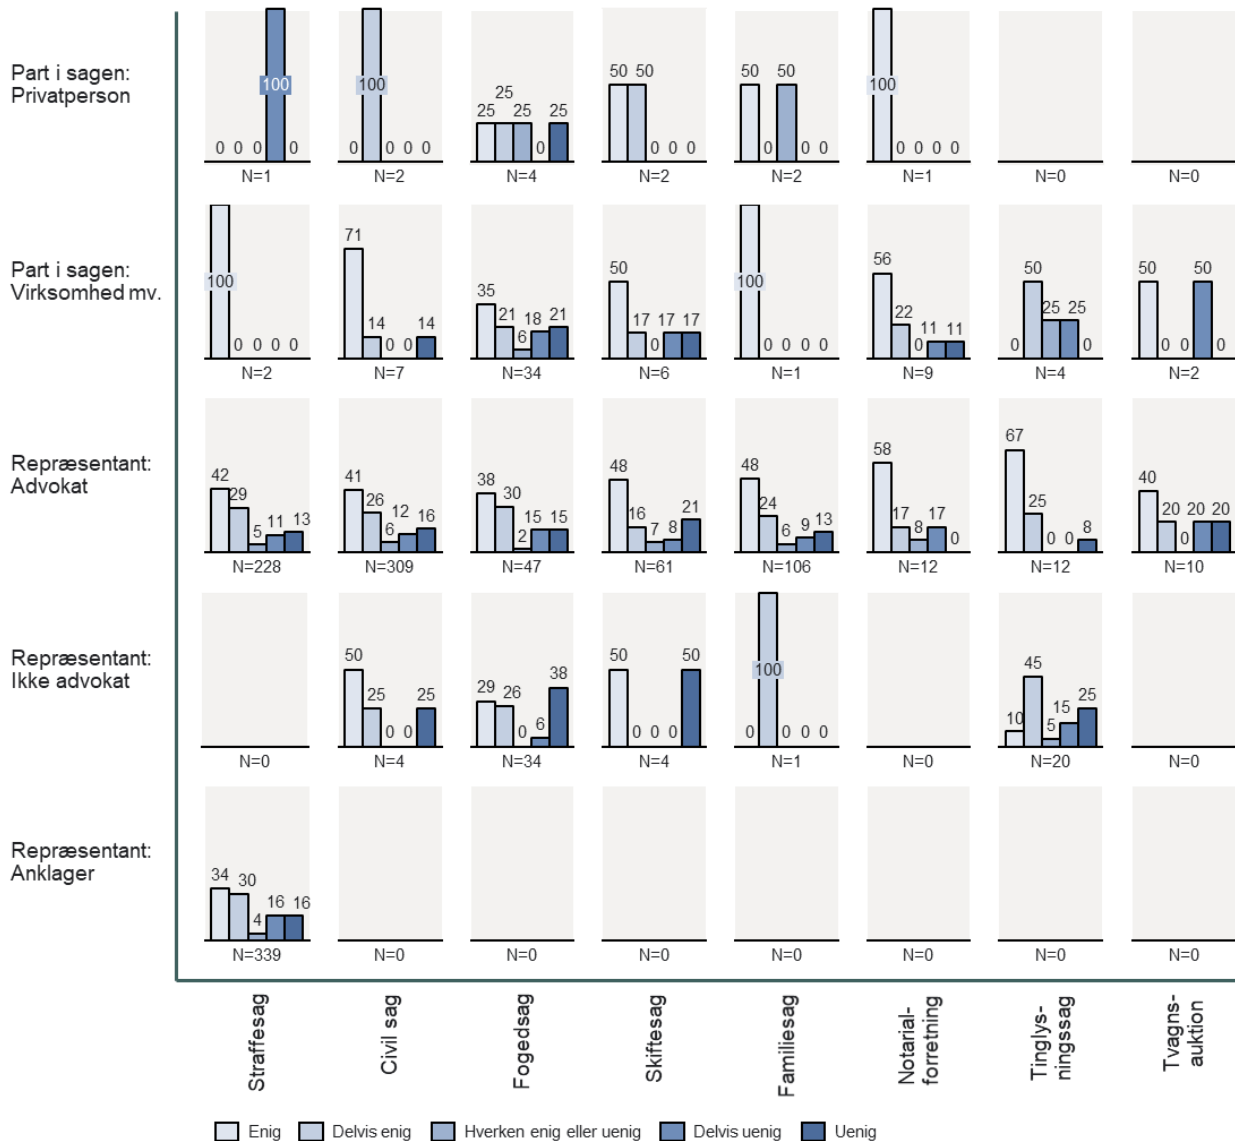 Part i sagen:
Privatperson
0 0 0 100 0
N=1
0 100 0 0 0
N=2
25 25 25 0 25
N=4
50 50 0 0 0
N=2
50 0 50 0 0
N=2
100 0 0 0 0
N=1
N=0
N=0
Part i sagen:
Virksomhed mv.
100 0 0 0 0
N=2
71 14 0 0 14
N=7
35 21 6 18 21
N=34
50 17 0 17 17
N=6
100 0 0 0 0
N=1
56 22 0 11 11
N=9
0 50 25 25 0
N=4
50 0 0 50 0
N=2
Repræsentant:
Advokat
42 29 5 11 13
N=228
41 26 6 12 16
N=309
38 30 2 15 15
N=47
48 16 7 8 21
N=61
48 24 6 9 13
N=106
58 17 8 17 0
N=12
67 25 0 0 8
N=12
40 20 0 20 20
N=10
Repræsentant:
Ikke advokat
N=0
50 25 0 0 25
N=4
29 26 0 6 38
N=34
50 0 0 0 50
N=4
0 100 0 0 0
N=1
N=0
10 45 5 15 25
N=20
N=0
Repræsentant:
Anklager
34 30 4 16 16
N=339
N=0
N=0
N=0
N=0
N=0
N=0
N=0
Straffesag
Civil sag
Fogedsag
Skiftesag
Familiesag
Notarial-
forretning
Tinglys-
ningssag
Tvagns-
auktion
Enig
Delvis enig
Hverken enig eller uenig
Delvis uenig
Uenig